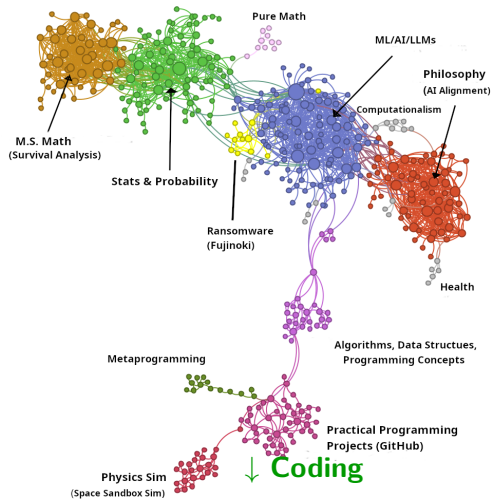 Pure Math
ML/AI/LLMs
Philosophy
(AI Alignment)
Computationalism
M.S. Math
(Survival Analysis)
Stats & Probability
Ransomware
(Fujinoki)
Health
Algorithms, Data Structues,
Programming Concepts
Metaprogramming
Practical Programming
Projects (GitHub)
↓ Coding
Physics Sim
(Space Sandbox Sim)